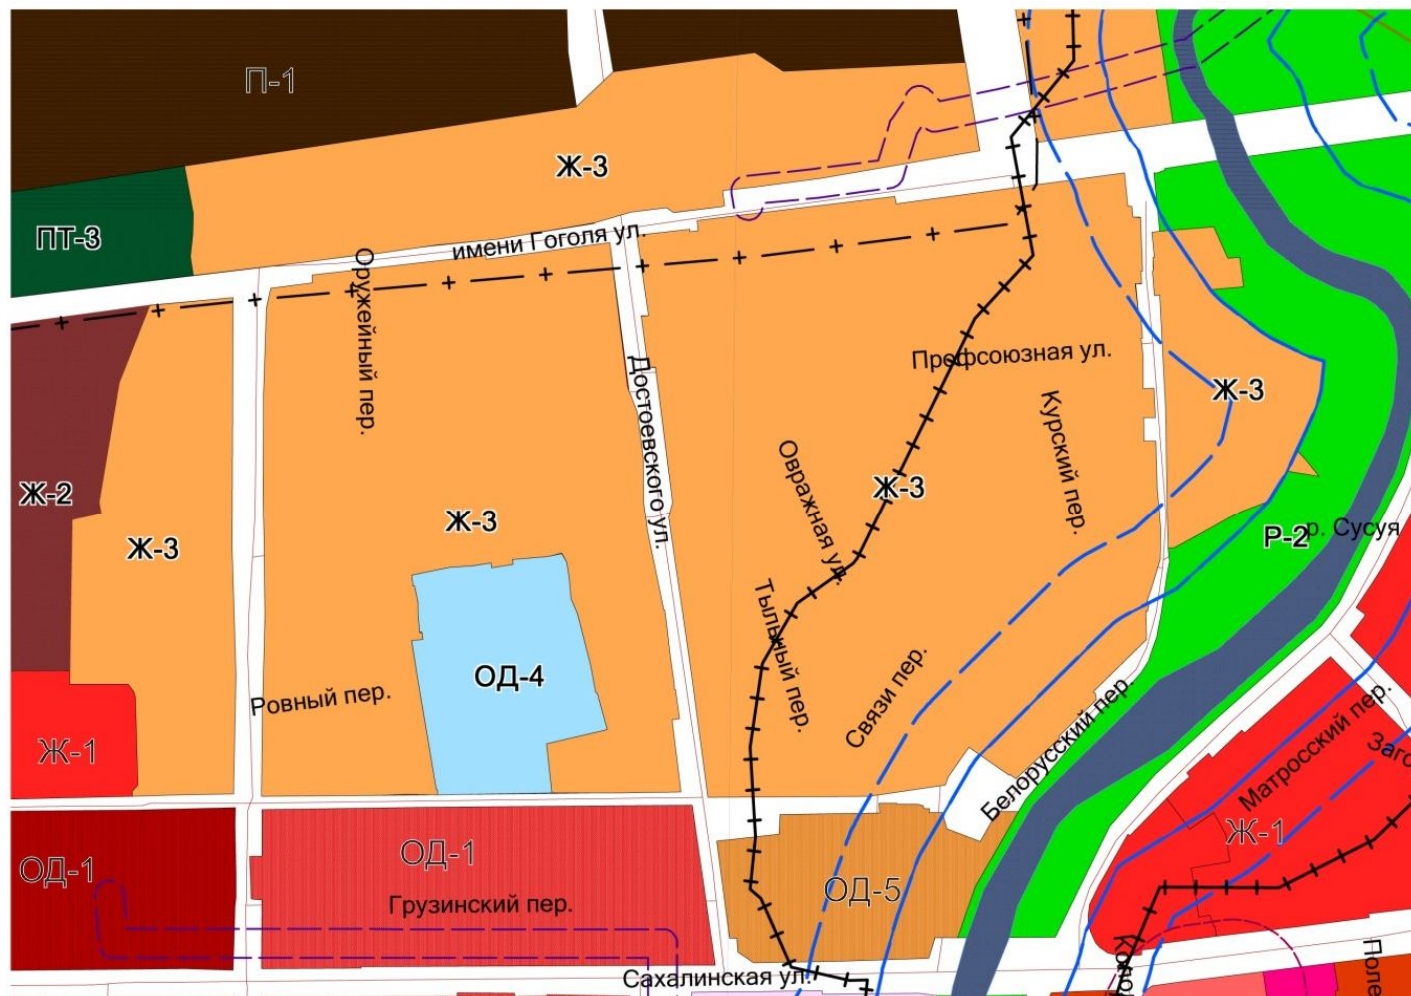 П-1
Ж-3
ПТ-3
имени Гоголя ул.
Оружейный пер.
Профсоюзная ул.
Достоевского ул.
Ж-3
Курский пер.
Овражная ул.
Ж-2
Ж-3
Ж-3
Ж-3
Р-2
р. Сусуя
Тыльный пер.
ОД-4
Ровный пер.
Связи пер.
Белорусский пер.
Матросский пер.
Ж-1
Ж-1
ОД-1
ОД-1
ОД-5
Грузинский пер.
Сахалинская ул.